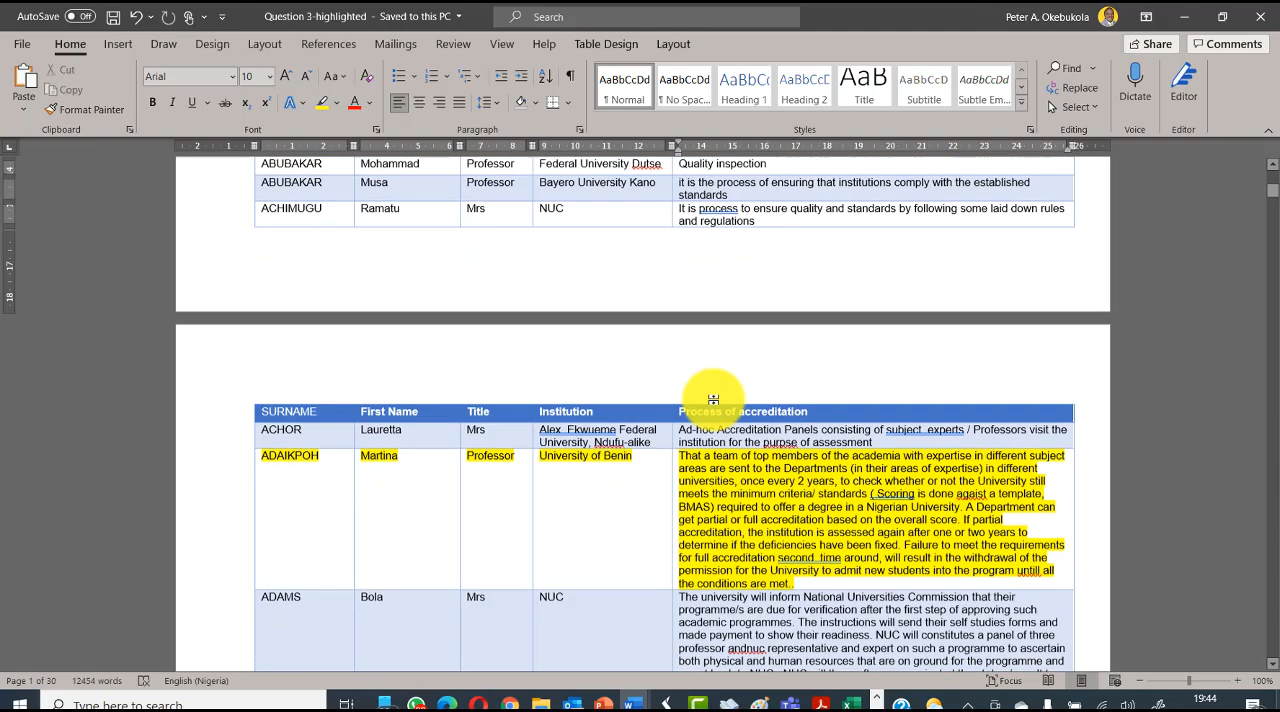 AutoSave Off Question 3-highlighted - Saved to this PC Search Peter A. Okebukola
File Home Insert Draw Design Layout References Mailings Review View Help Table Design Layout Share Comments
Paste Cut Copy Format Painter
Arial 10
Normal No Spac... Heading 1 Heading 2 Title Subtitle Subtle Em...
Find Replace Select Dictate Editor
Clipboard Font Paragraph Styles Editing Voice Editor
ABUBAKAR Mohammad Professor Federal University Dutse Quality inspection
ABUBAKAR Musa Professor Bayero University Kano it is the process of ensuring that institutions comply with the established
standards
ACHIMUGU Ramatu Mrs NUC It is process to ensure quality and standards by following some laid down rules
and regulations
SURNAME First Name Title Institution Process of accreditation
ACHOR Lauretta Mrs Alex Ekwueme Federal Ad-hoc Accreditation Panels consisting of subject experts / Professors visit the
University, Ndufu-alike institution for the purpse of assessment
ADAIKPOH Martina Professor University of Benin That a team of top members of the academia with expertise in different subject
areas are sent to the Departments (in their areas of expertise) in different
universities, once every 2 years, to check whether or not the University still
meets the minimum criteria/ standards ( Scoring is done agaist a template,
BMAS) required to offer a degree in a Nigerian University. A Department can
get partial or full accreditation based on the overall score. If partial
accreditation, the institution is assessed again after one or two years to
determine if the deficiencies have been fixed. Failure to meet the requirements
for full accreditation second time around, will result in the withdrawal of the
permission for the University to admit new students into the program untill all
the conditions are met..
ADAMS Bola Mrs NUC The university will inform National Universities Commission that their
programme/s are due for verification after the first step of approving such
academic programmes. The instructions will send their self studies forms and
made payment to show their readiness. NUC will constitutes a panel of three
professor andnuc representative and expert on such a programme to ascertain
both physical and human resources that are on ground for the programme and
Page 1 of 30 12454 words English (Nigeria) Focus 100%
Type here to search 19:44